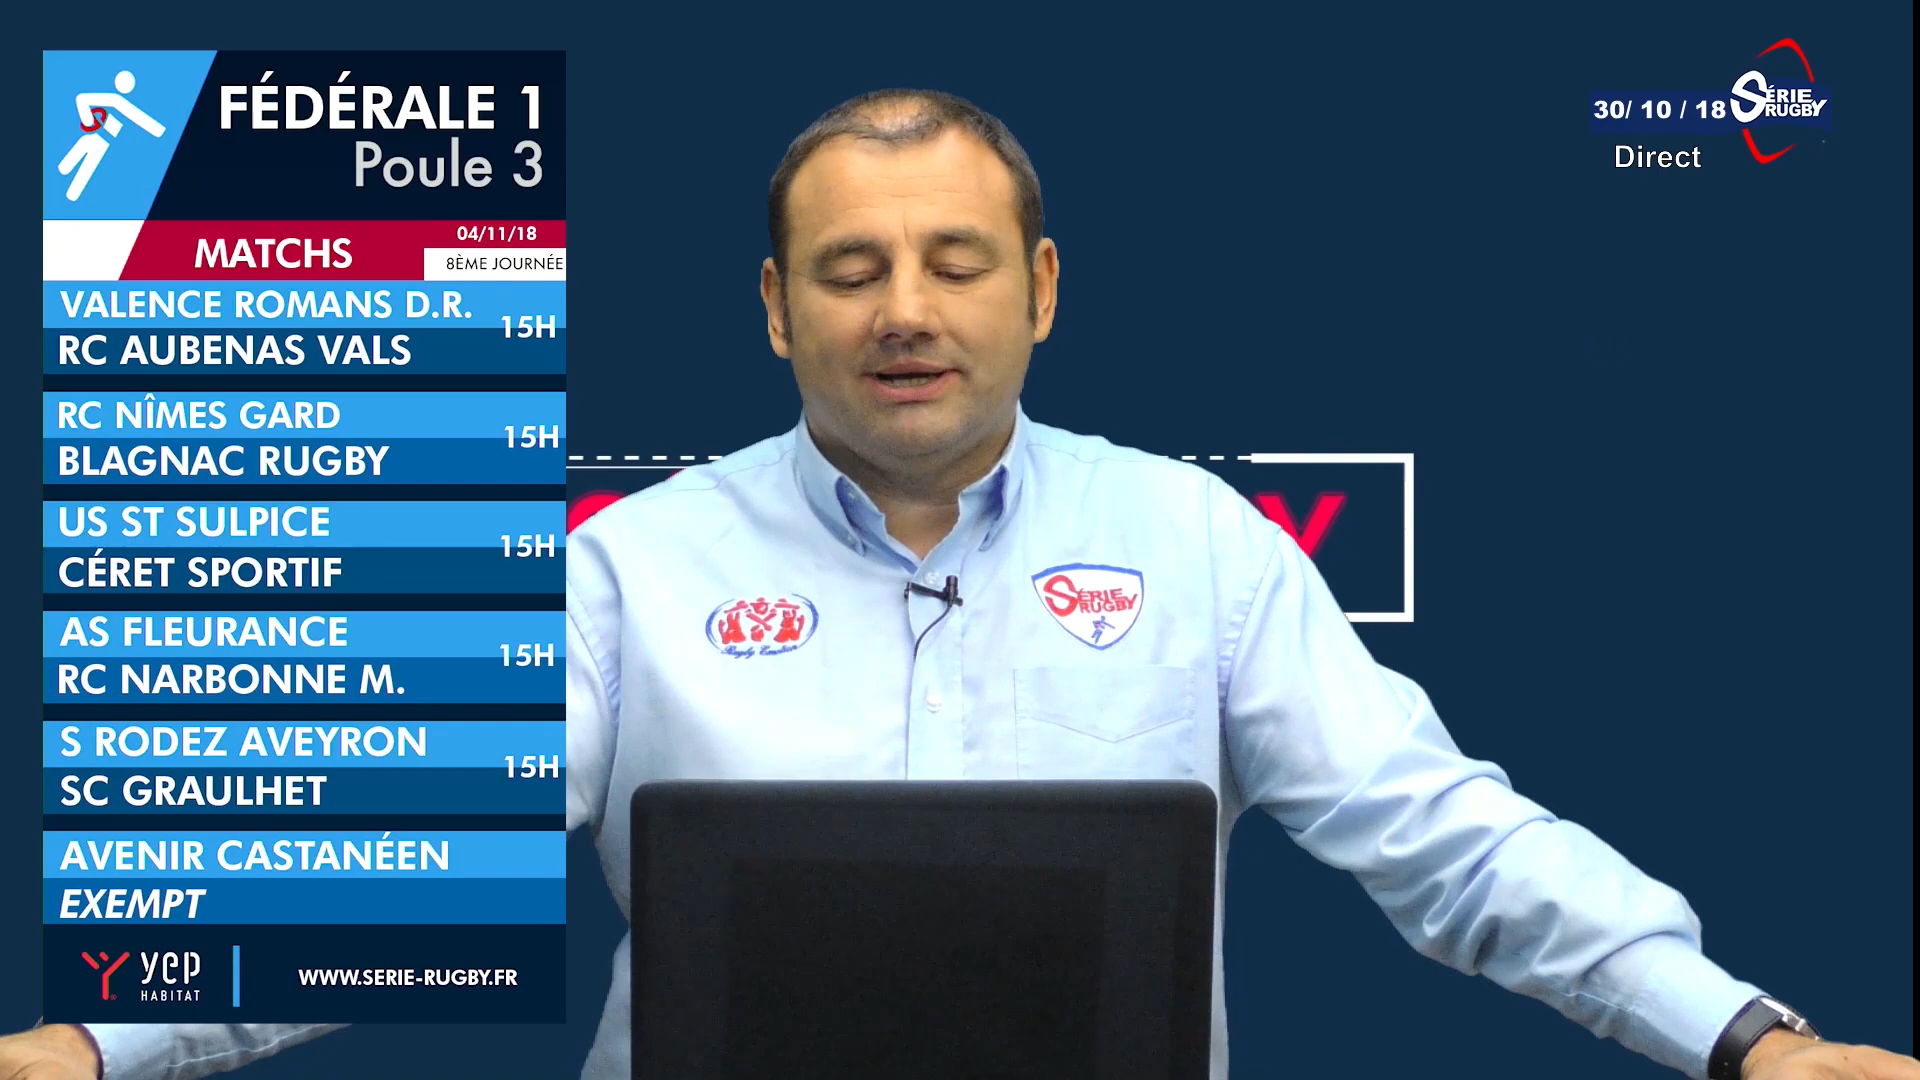 FÉDÉRALE 1
Poule 3
MATCHS
04/11/18
8ÈME JOURNÉE
VALENCE ROMANS D.R.
15H
RC AUBENAS VALS
RC NÎMES GARD
15H
BLAGNAC RUGBY
US ST SULPICE
15H
CÉRET SPORTIF
AS FLEURANCE
15H
RC NARBONNE M.
S RODEZ AVEYRON
15H
SC GRAULHET
AVENIR CASTANÉEN
EXEMPT
yep
HABITAT
WWW.SERIE-RUGBY.FR
30/ 10 / 18
SÉRIE
RUGBY
Direct
Rugby Emotion
SÉRIE
RUGBY
Y